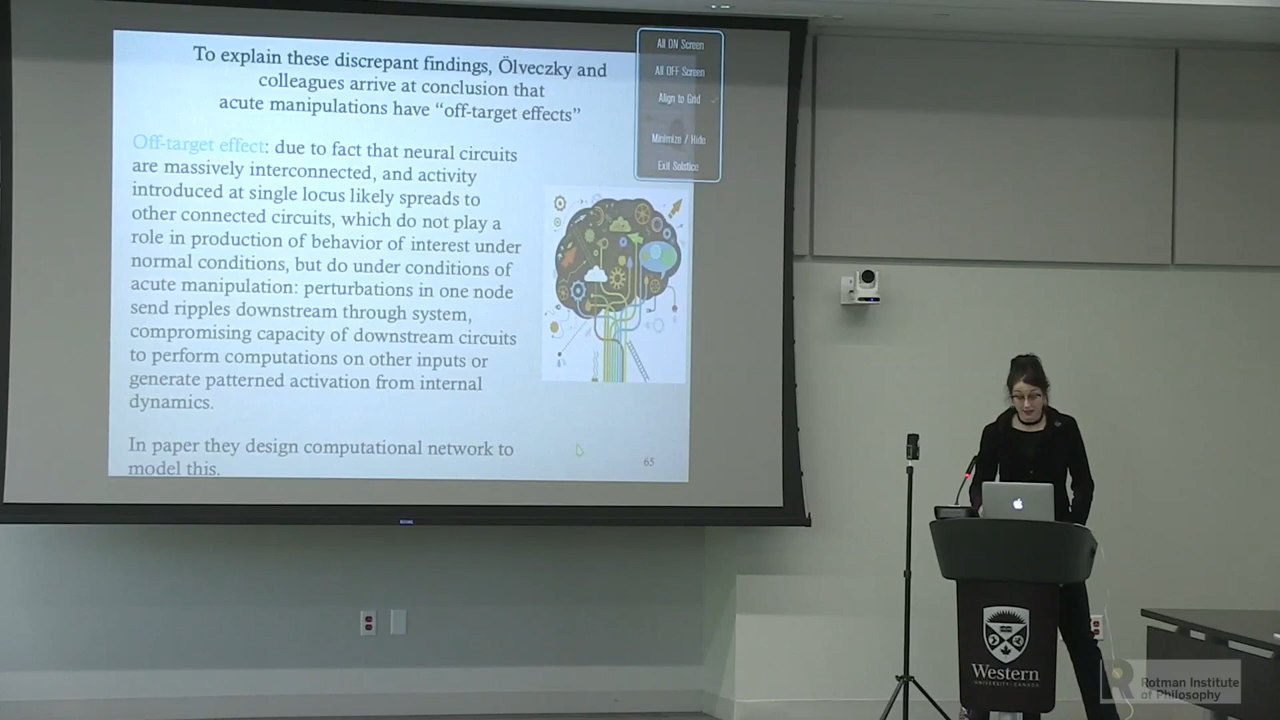 To explain these discrepant findings, Ölveczky and
colleagues arrive at conclusion that
acute manipulations have “off-target effects”
Off-target effect: due to fact that neural circuits
are massively interconnected, and activity
introduced at single locus likely spreads to
other connected circuits, which do not play a
role in production of behavior of interest under
normal conditions, but do under conditions of
acute manipulation: perturbations in one node
send ripples downstream through system,
compromising capacity of downstream circuits
to perform computations on other inputs or
generate patterned activation from internal
dynamics.
In paper they design computational network to
model this.
65
All ON Screen
All OFF Screen
Align to Grid
Minimize / Hide
Exit Solstice
Western
UNIVERSITY · CANADA
Rotman Institute
of Philosophy